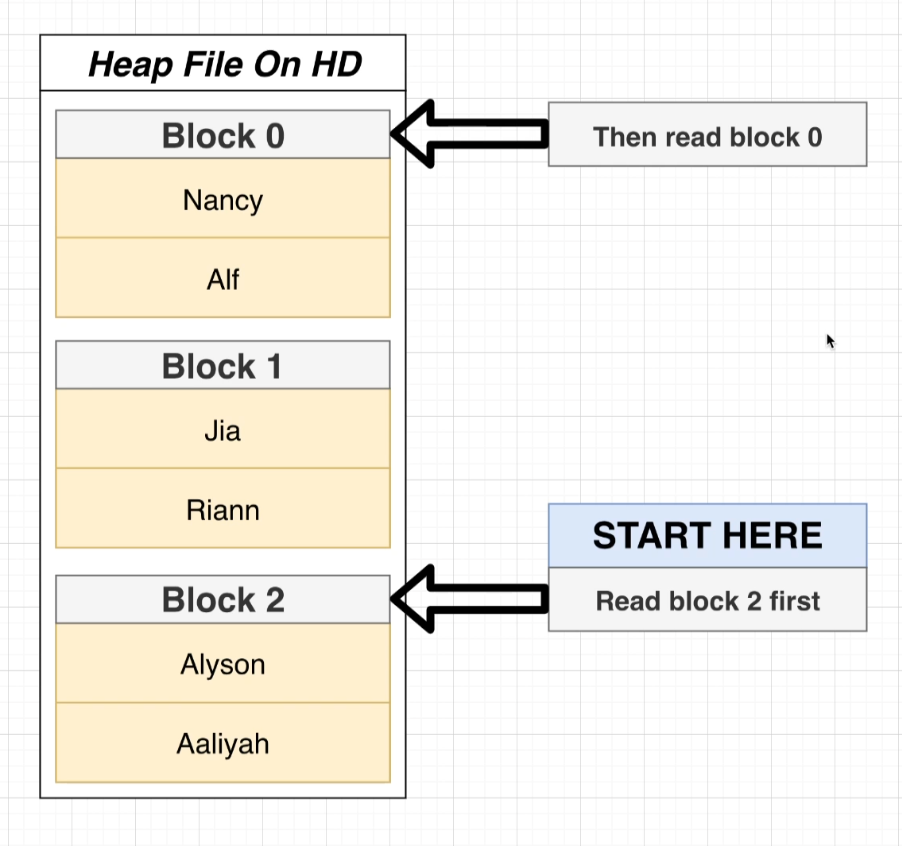 Heap File On HD
Block 0
Nancy
Alf
Block 1
Jia
Riann
Block 2
Alyson
Aaliyah
Then read block 0
START HERE
Read block 2 first